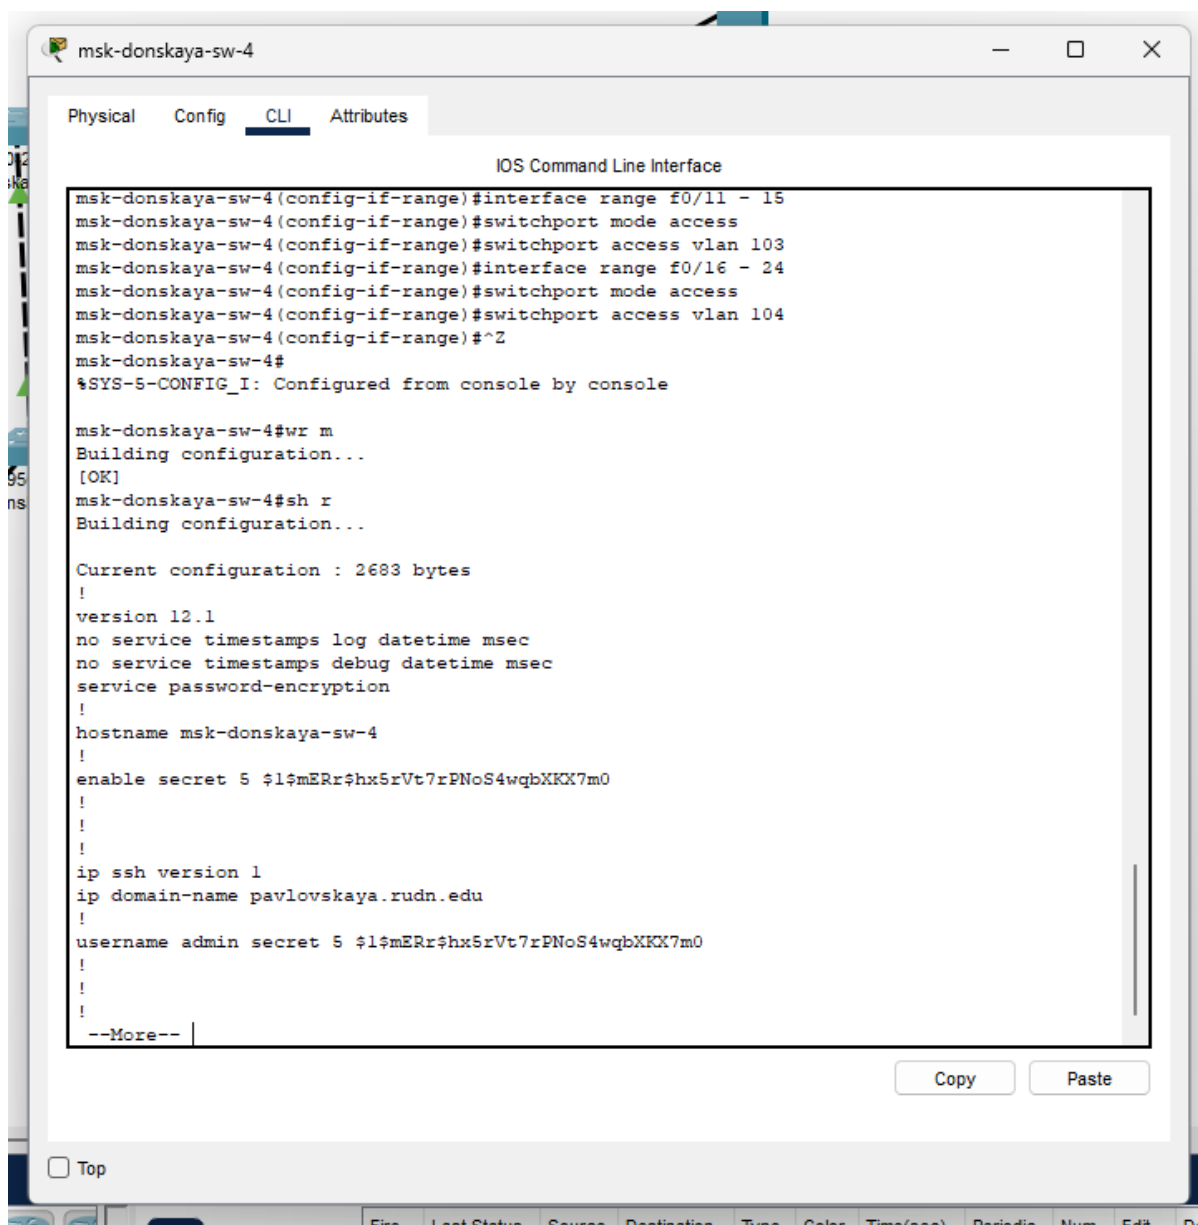 msk-donskaya-sw-4
Physical Config CLI Attributes
IOS Command Line Interface
msk-donskaya-sw-4(config-if-range)#interface range f0/11 - 15
msk-donskaya-sw-4(config-if-range)#switchport mode access
msk-donskaya-sw-4(config-if-range)#switchport access vlan 103
msk-donskaya-sw-4(config-if-range)#interface range f0/16 - 24
msk-donskaya-sw-4(config-if-range)#switchport mode access
msk-donskaya-sw-4(config-if-range)#switchport access vlan 104
msk-donskaya-sw-4(config-if-range)#^Z
msk-donskaya-sw-4#
%SYS-5-CONFIG_I: Configured from console by console
msk-donskaya-sw-4#wr m
Building configuration...
[OK]
msk-donskaya-sw-4#sh r
Building configuration...
Current configuration : 2683 bytes
!
version 12.1
no service timestamps log datetime msec
no service timestamps debug datetime msec
service password-encryption
!
hostname msk-donskaya-sw-4
!
enable secret 5 $1$mERr$hx5rVt7rPNoS4wqbXKX7m0
!
!
!
ip ssh version 1
ip domain-name pavlovskaya.rudn.edu
!
username admin secret 5 $1$mERr$hx5rVt7rPNoS4wqbXKX7m0
!
!
!
--More--
Copy Paste
Top
Fire Last Status Source Destination Type Color Time(sec) Periodic Num Edit